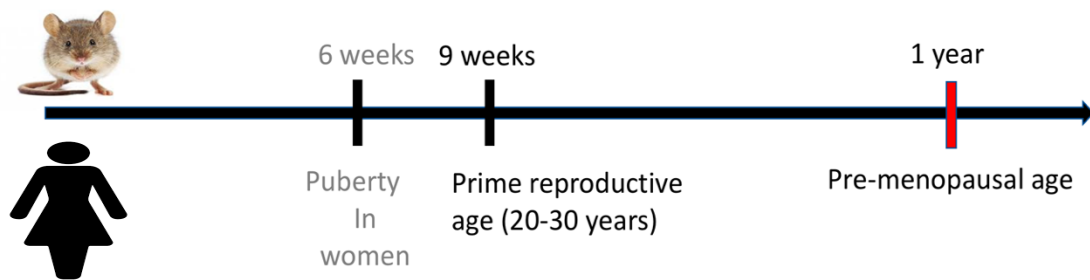 6 weeks
9 weeks
1 year
Puberty
In
women
Prime reproductive
age (20-30 years)
Pre-menopausal age